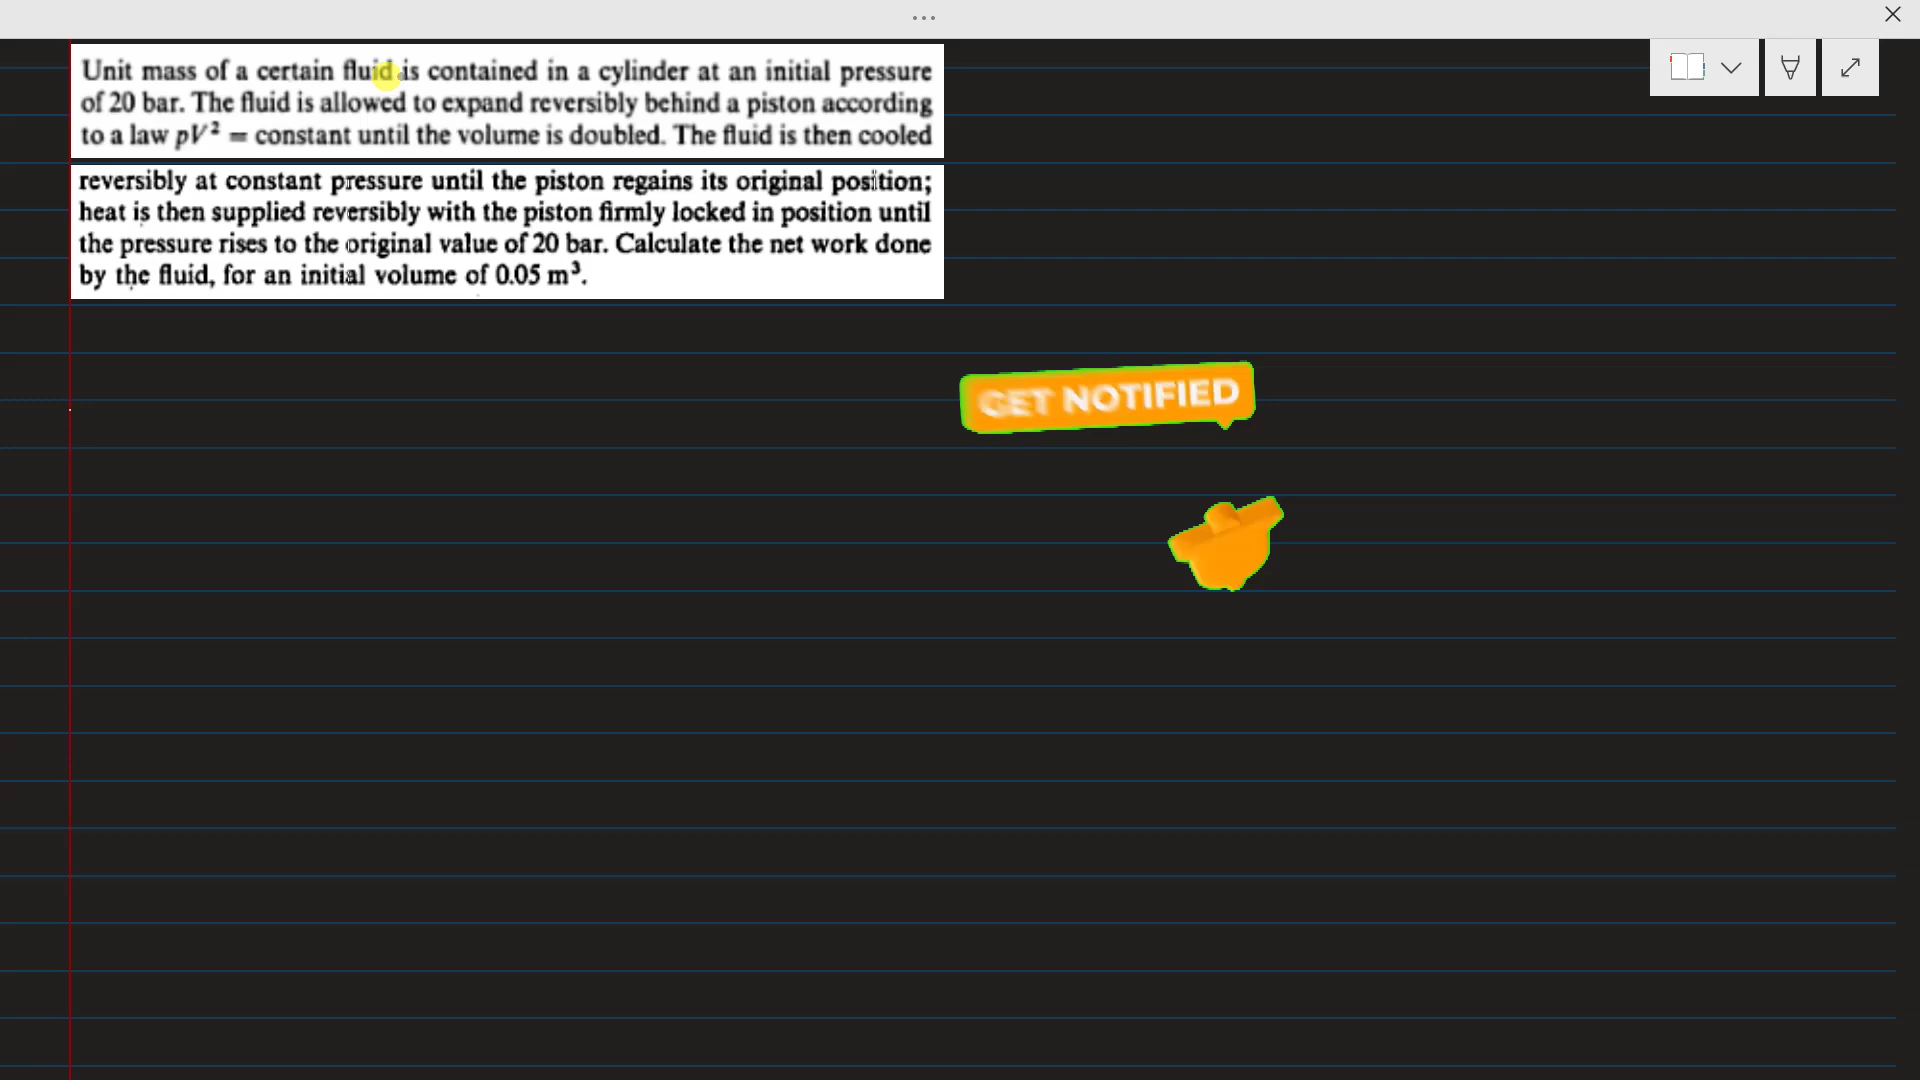 Unit mass of a certain fluid is contained in a cylinder at an initial pressure
of 20 bar. The fluid is allowed to expand reversibly behind a piston according
to a law pV² = constant until the volume is doubled. The fluid is then cooled
reversibly at constant pressure until the piston regains its original position;
heat is then supplied reversibly with the piston firmly locked in position until
the pressure rises to the original value of 20 bar. Calculate the net work done
by the fluid, for an initial volume of 0.05 m³.
GET NOTIFIED